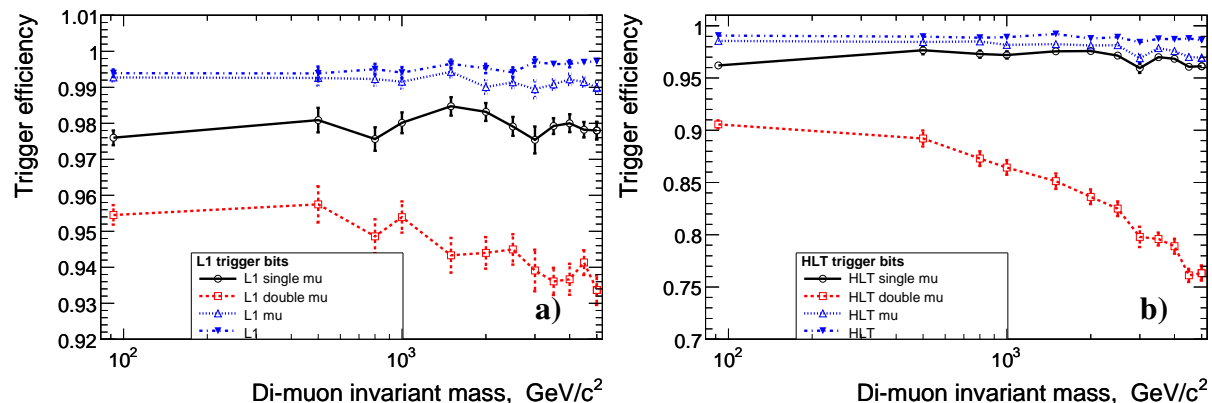 Trigger efficiency
1.01
1
0.99
0.98
0.97
0.96
0.95
0.94
0.93
0.92
L1 trigger bits
L1 single mu
L1 double mu
L1 mu
L1
a)
10²
10³
Di-muon invariant mass, GeV/c²
Trigger efficiency
1
0.95
0.9
0.85
0.8
0.75
0.7
HLT trigger bits
HLT single mu
HLT double mu
HLT mu
HLT
b)
10²
10³
Di-muon invariant mass, GeV/c²